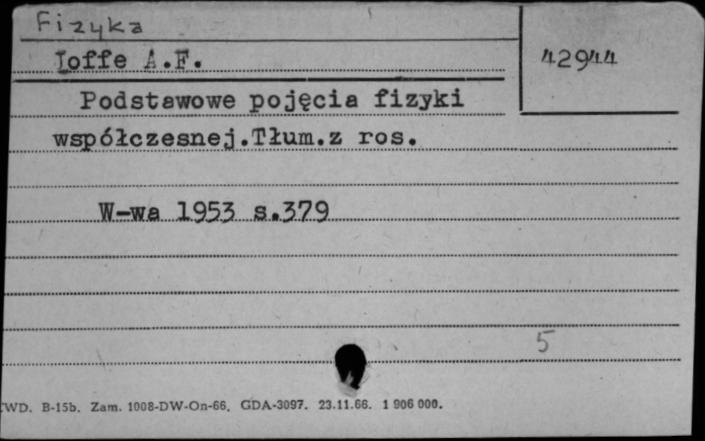 Fizyka
Ioffe A.F.
42944
Podstawowe pojęcia fizyki
współczesnej.Tłum.z ros.
W-wa 1953 s.379
5
WD. B-15b. Zam. 1008-DW-On-66. GDA-3097. 23.11.66. 1 906 000.